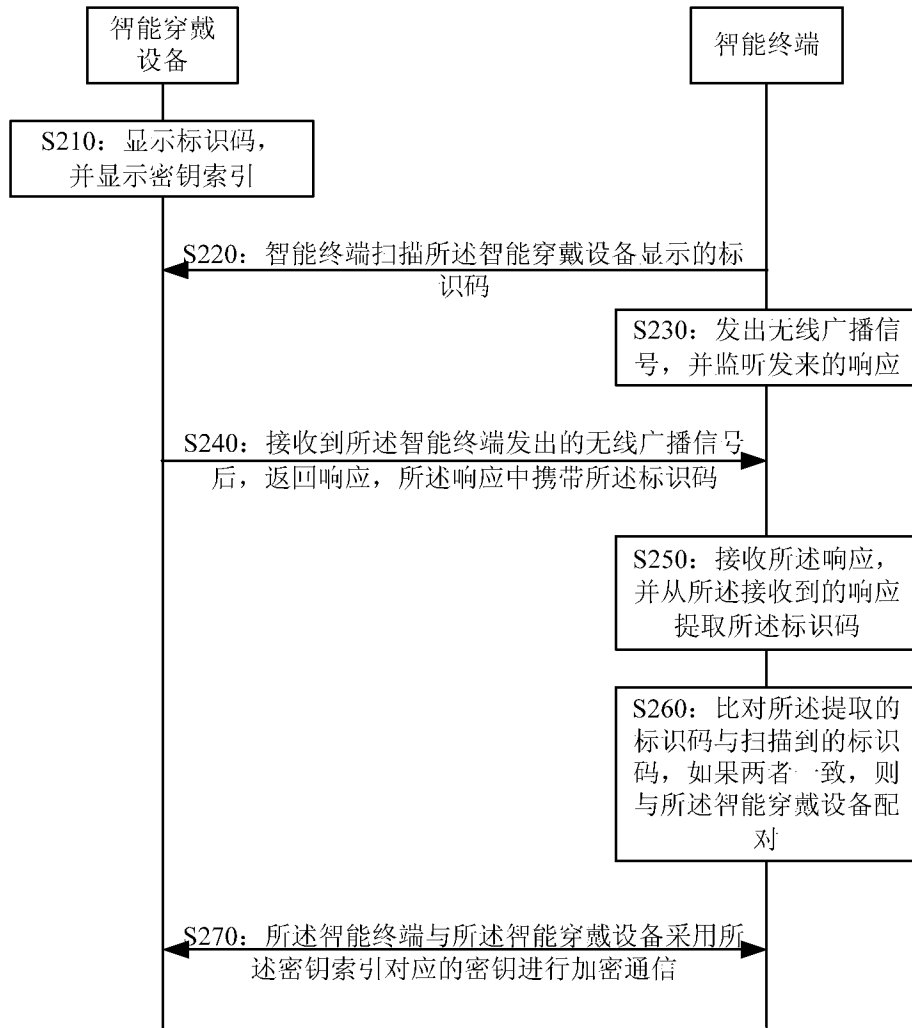 智能穿戴
设备
智能终端
S210：显示标识码，
并显示密钥索引
S220：智能终端扫描所述智能穿戴设备显示的标
识码
S230：发出无线广播信
号，并监听发来的响应
S240：接收到所述智能终端发出的无线广播信号
后，返回响应，所述响应中携带所述标识码
S250：接收所述响应，
并从所述接收到的响应
提取所述标识码
S260：比对所述提取的
标识码与扫描到的标识
码，如果两者一致，则
与所述智能穿戴设备配
对
S270：所述智能终端与所述智能穿戴设备采用所
述密钥索引对应的密钥进行加密通信